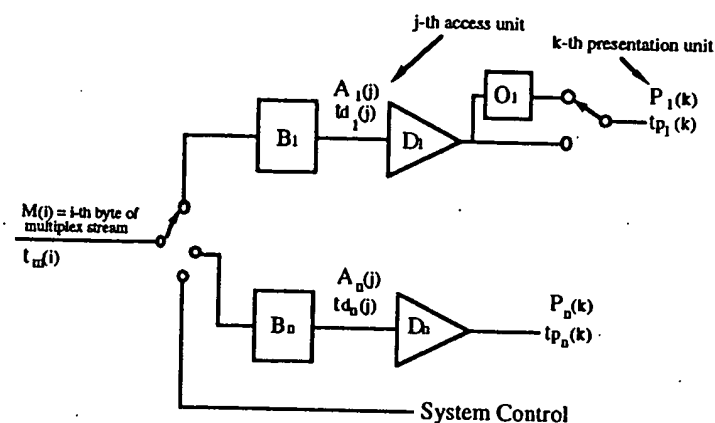 j-th access unit
k-th presentation unit
A₁(j)
td₁(j)
B₁
D₁
O₁
P₁(k)
tp₁(k)
M(i) = i-th byte of
multiplex stream
tₘ(i)
Aₙ(j)
tdₙ(j)
Bₙ
Dₙ
Pₙ(k)
tpₙ(k)
System Control